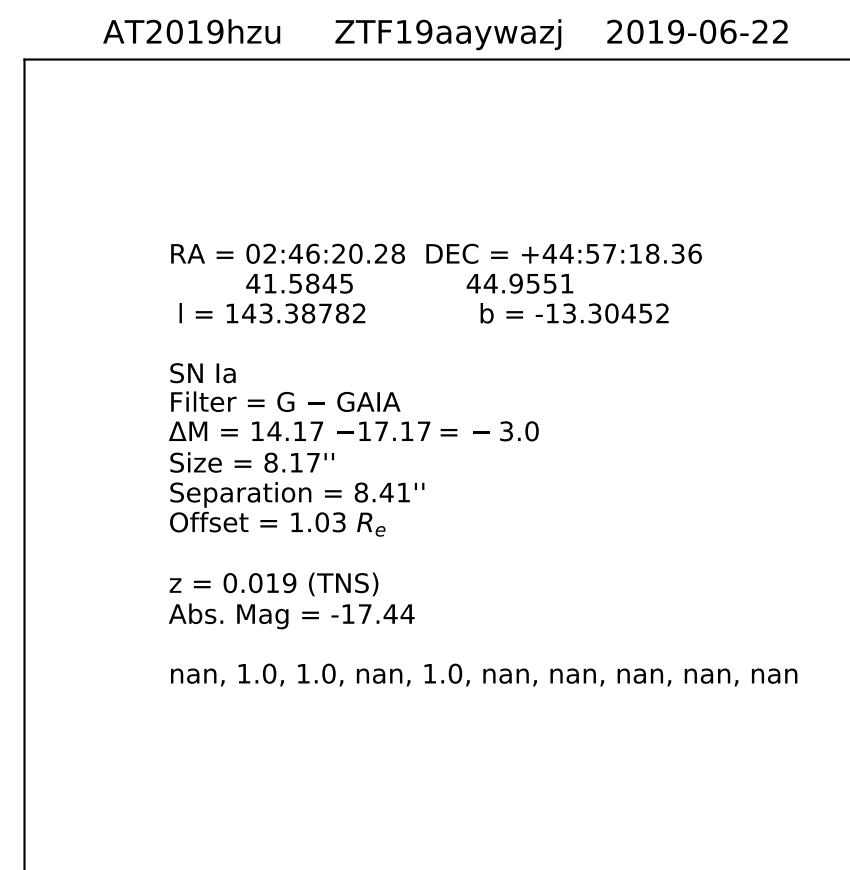 AT2019hzu ZTF19aaywazj 2019-06-22
RA = 02:46:20.28 DEC = +44:57:18.36
41.5845 44.9551
l = 143.38782 b = -13.30452
SN Ia
Filter = G − GAIA
ΔM = 14.17 −17.17 = − 3.0
Size = 8.17''
Separation = 8.41''
Offset = 1.03 Re
z = 0.019 (TNS)
Abs. Mag = -17.44
nan, 1.0, 1.0, nan, 1.0, nan, nan, nan, nan, nan